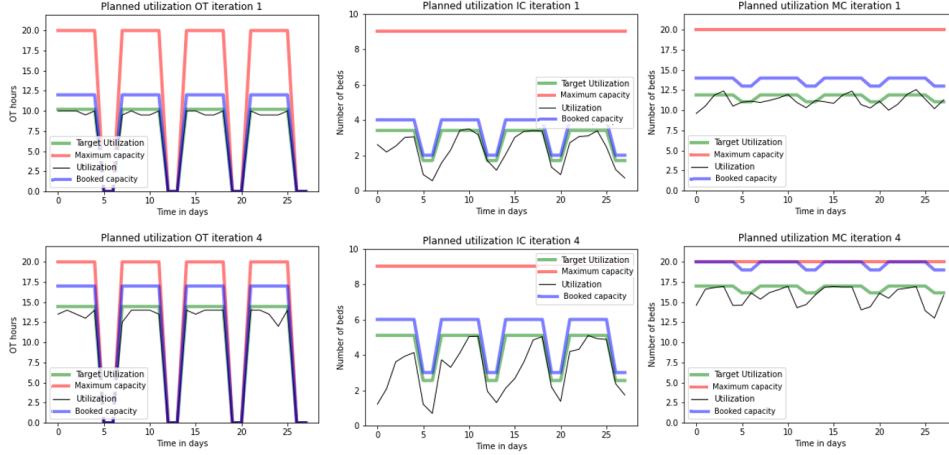 Planned utilization OT iteration 1
20.0
17.5
15.0
12.5
10.0
7.5
5.0
2.5
0.0
OT hours
Target Utilization
Maximum capacity
Utilization
Booked capacity
0 5 10 15 20 25
Time in days
Planned utilization IC iteration 1
10
8
6
4
2
0
Number of beds
Target Utilization
Maximum capacity
Utilization
Booked capacity
0 5 10 15 20 25
Time in days
Planned utilization MC iteration 1
20.0
17.5
15.0
12.5
10.0
7.5
5.0
2.5
0.0
Number of beds
Target Utilization
Maximum capacity
Utilization
Booked capacity
0 5 10 15 20 25
Time in days
Planned utilization OT iteration 4
20.0
17.5
15.0
12.5
10.0
7.5
5.0
2.5
0.0
OT hours
Target Utilization
Maximum capacity
Utilization
Booked capacity
0 5 10 15 20 25
Time in days
Planned utilization IC iteration 4
10
8
6
4
2
0
Number of beds
Target Utilization
Maximum capacity
Utilization
Booked capacity
0 5 10 15 20 25
Time in days
Planned utilization MC iteration 4
20.0
17.5
15.0
12.5
10.0
7.5
5.0
2.5
0.0
Number of beds
Target Utilization
Maximum capacity
Utilization
Booked capacity
0 5 10 15 20 25
Time in days